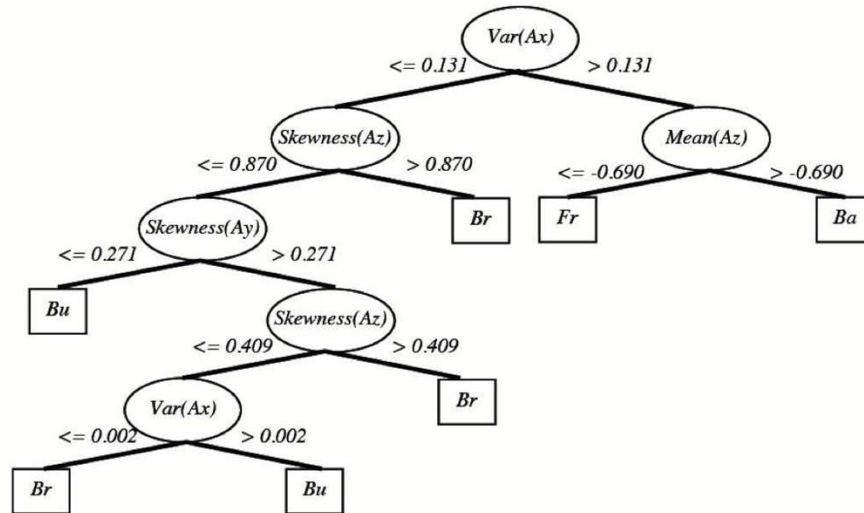 Var(Ax)
<= 0.131
> 0.131
Skewness(Az)
Mean(Az)
<= 0.870
> 0.870
<= -0.690
> -0.690
Skewness(Ay)
Br
Fr
Ba
<= 0.271
> 0.271
Bu
Skewness(Az)
<= 0.409
> 0.409
Var(Ax)
Br
<= 0.002
> 0.002
Br
Bu